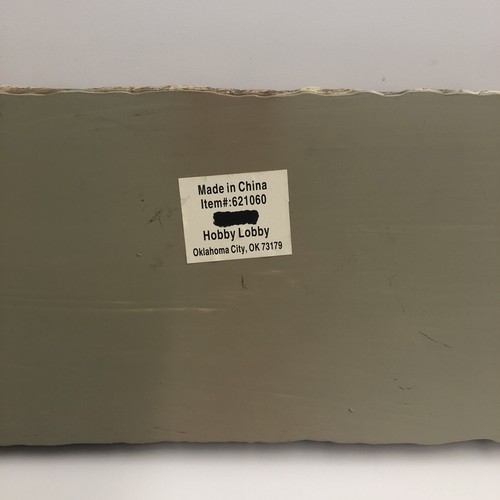 Made in China
Item#:621060
Hobby Lobby
Oklahoma City, OK 73179